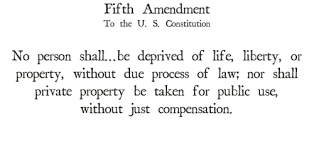 Fifth Amendment
To the U. S. Constitution
No person shall...be deprived of life, liberty, or
property, without due process of law; nor shall
private property be taken for public use,
without just compensation.